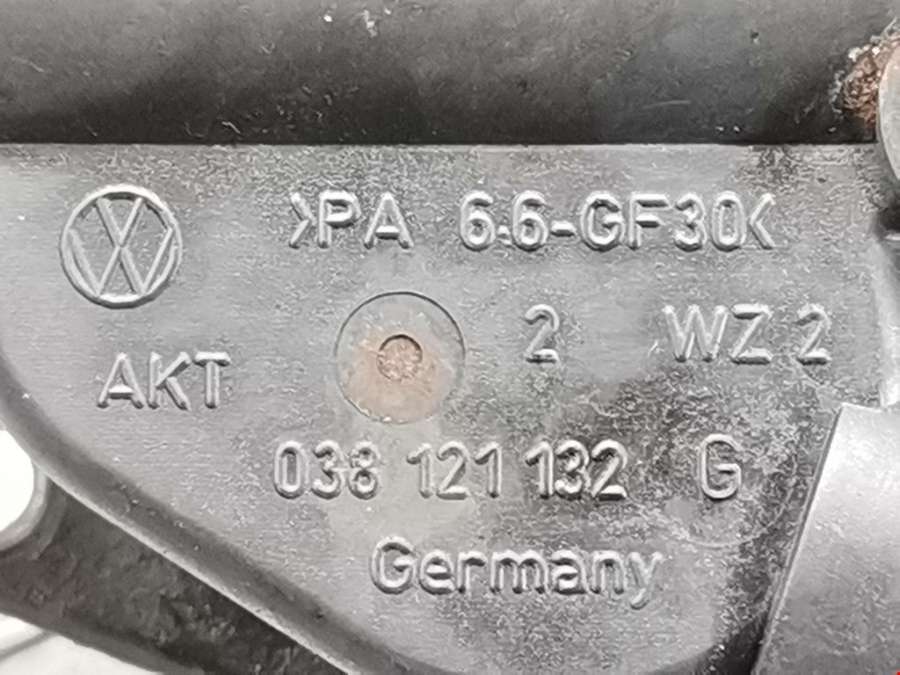 >PA 6.6-GF30<
2 WZ 2
AKT
038 121 132 G
Germany